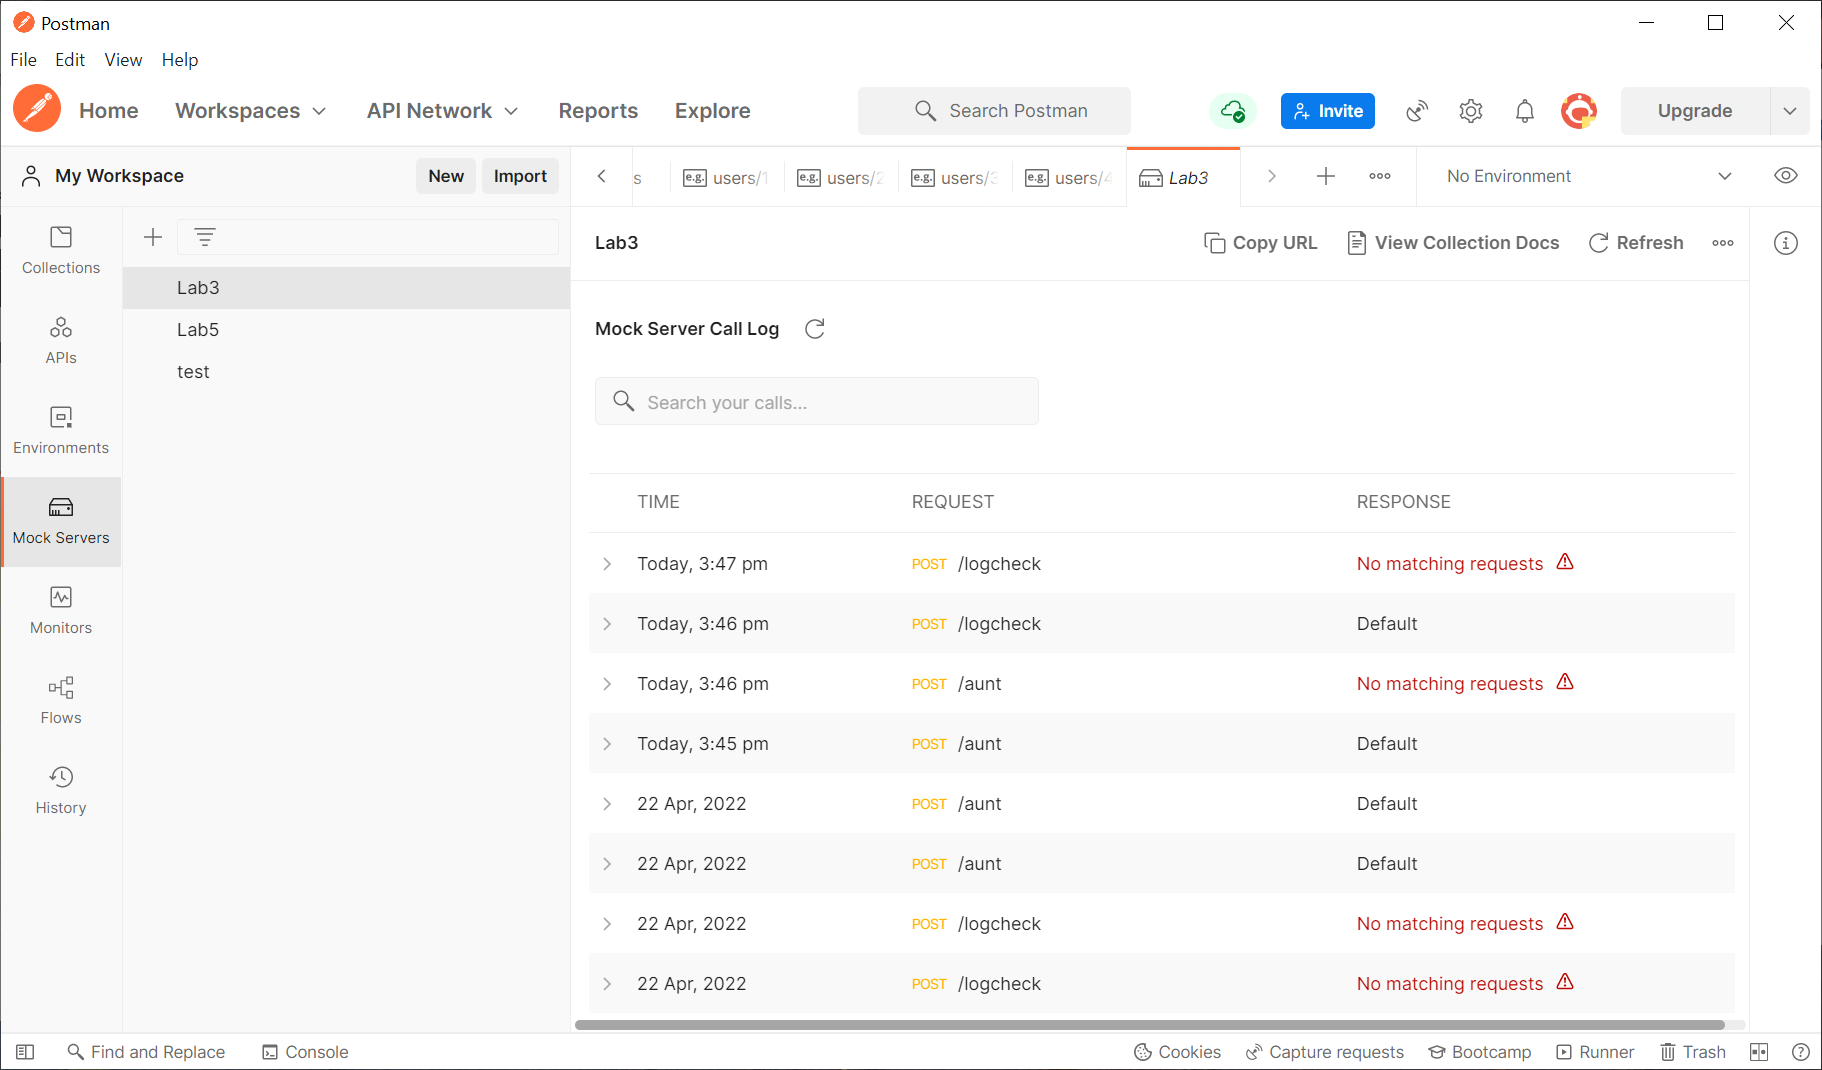 Postman
File Edit View Help
Home Workspaces API Network Reports Explore Search Postman Invite Upgrade
My Workspace New Import s e.g. users/1 e.g. users/2 e.g. users/3 e.g. users/4 Lab3 No Environment
Collections
APIs
Environments
Mock Servers
Monitors
Flows
History
Lab3
Lab5
test
Lab3 Copy URL View Collection Docs Refresh
Mock Server Call Log
Search your calls...
TIME REQUEST RESPONSE
Today, 3:47 pm POST /logcheck No matching requests
Today, 3:46 pm POST /logcheck Default
Today, 3:46 pm POST /aunt No matching requests
Today, 3:45 pm POST /aunt Default
22 Apr, 2022 POST /aunt Default
22 Apr, 2022 POST /aunt Default
22 Apr, 2022 POST /logcheck No matching requests
22 Apr, 2022 POST /logcheck No matching requests
Find and Replace Console Cookies Capture requests Bootcamp Runner Trash